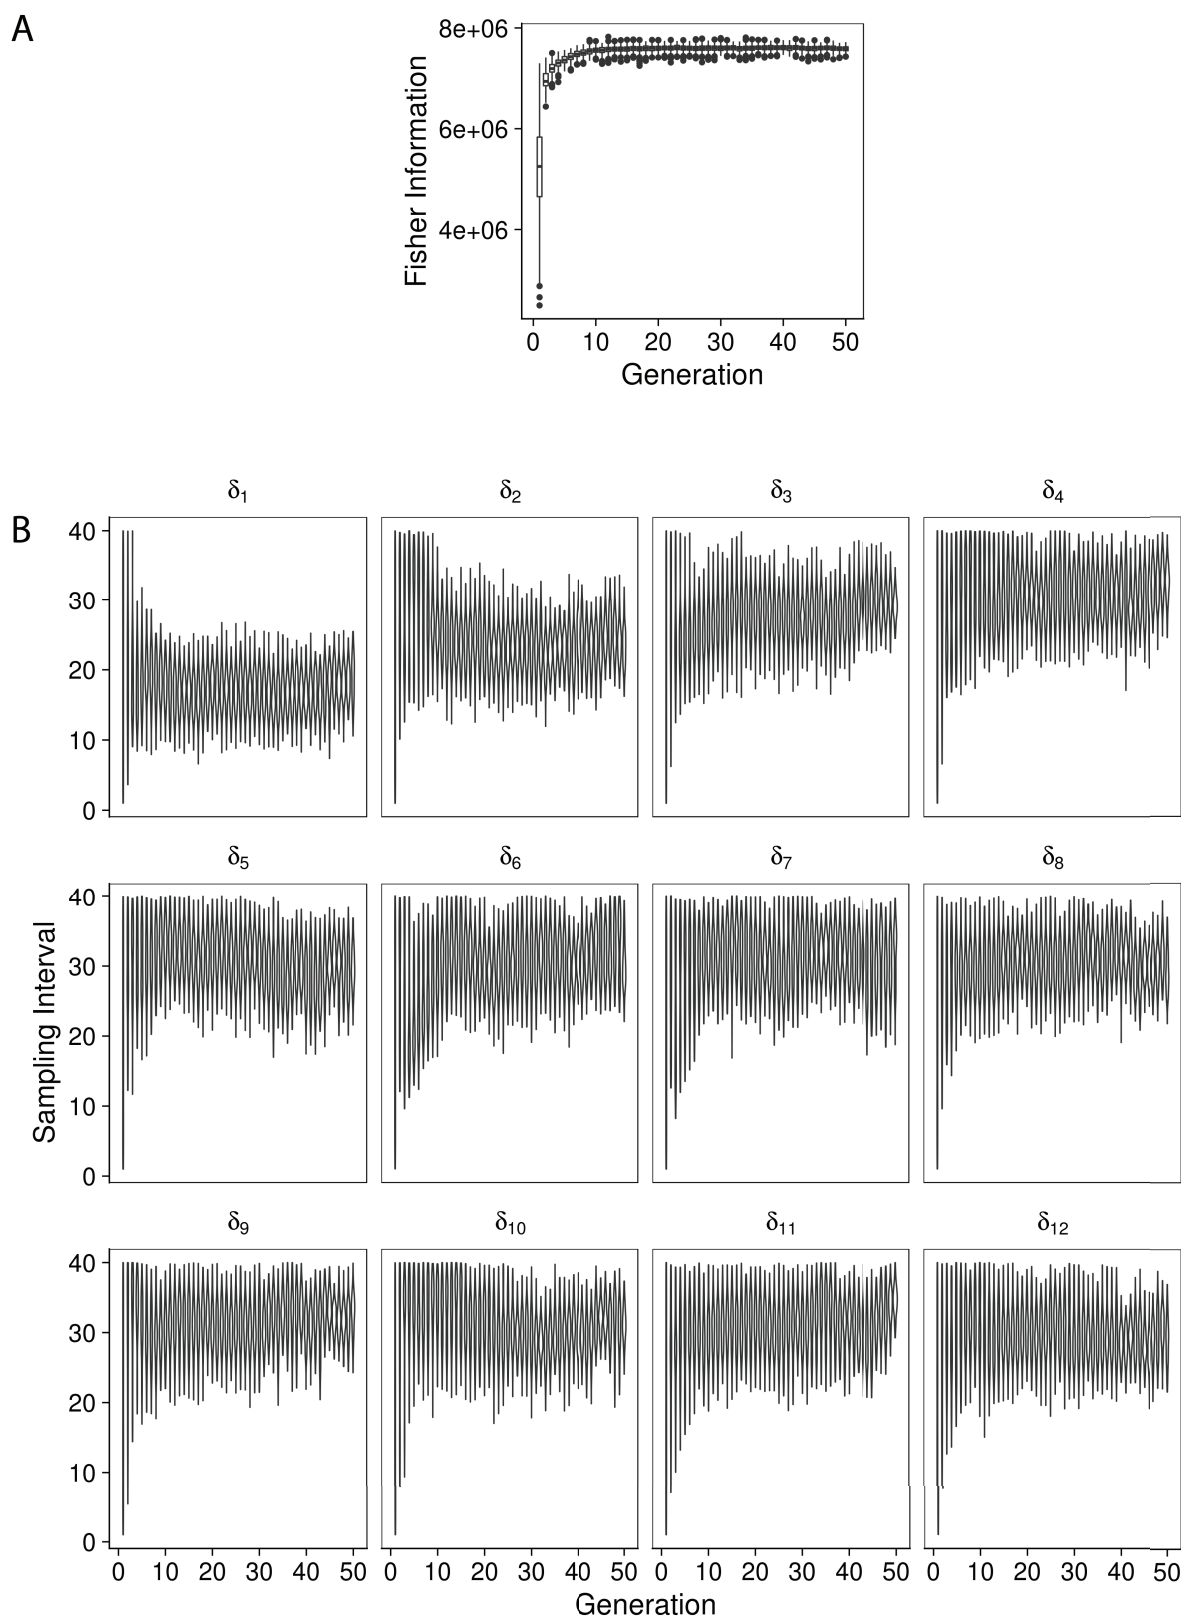 A
Fisher Information
8e+06
6e+06
4e+06
0 10 20 30 40 50
Generation
B
δ1 δ2 δ3 δ4
40
30
20
10
0
δ5 δ6 δ7 δ8
Sampling Interval
40
30
20
10
0
δ9 δ10 δ11 δ12
40
30
20
10
0
0 10 20 30 40 50 0 10 20 30 40 50 0 10 20 30 40 50 0 10 20 30 40 50
Generation